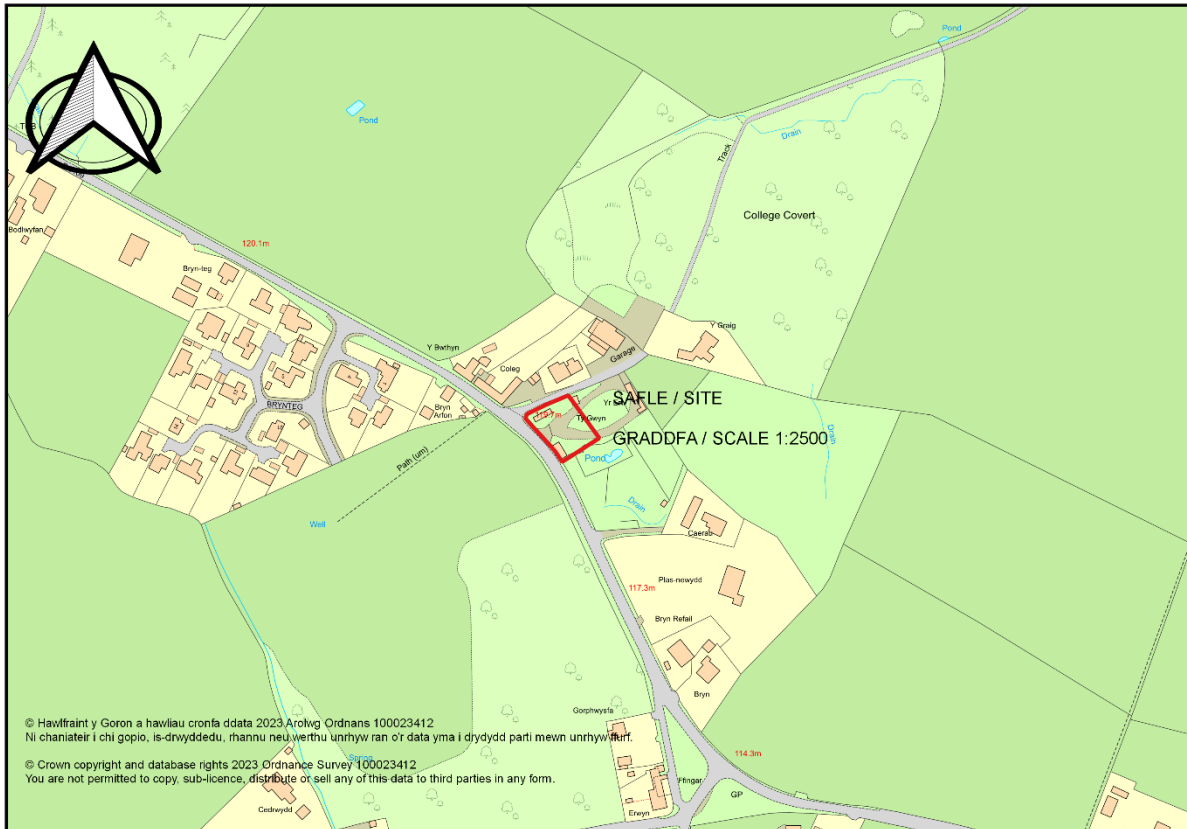 Pond
Pond
Drain
Track
College Covert
Bodlwyfan
120.1m
Bryn-teg
Y Bwthyn
Y Graig
Garage
Coleg
SAFLE / SITE
BRYNTEG
Bryn
Arfon
Ty Gwyn
GRADDFA / SCALE 1:2500
Drain
Path (um)
Pond
Well
Drain
Caerau
117.3m
Plas-newydd
Bryn Refail
Bryn
Gorphwysfa
© Hawlfraint y Goron a hawliau cronfa ddata 2023 Arolwg Ordnans 100023412
Ni chaniateir i chi gopio, is-drwyddedu, rhannu neu werthu unrhyw ran o'r data yma i drydydd parti mewn unrhyw ffurf.
114.3m
Spring
© Crown copyright and database rights 2023 Ordnance Survey 100023412
You are not permitted to copy, sub-licence, distribute or sell any of this data to third parties in any form.
Ffingar
GP
Cedrwydd
Erwyn